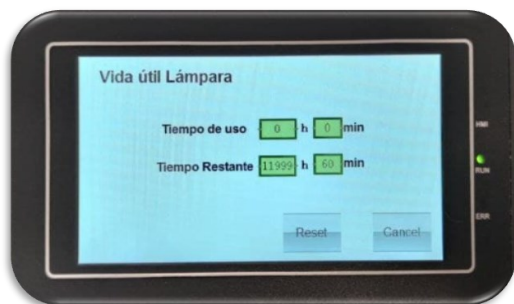 Vida útil Lámpara
Tiempo de uso 0 h 0 min
Tiempo Restante 11999 h 60 min
Reset Cancel
HMI
RUN
ERR